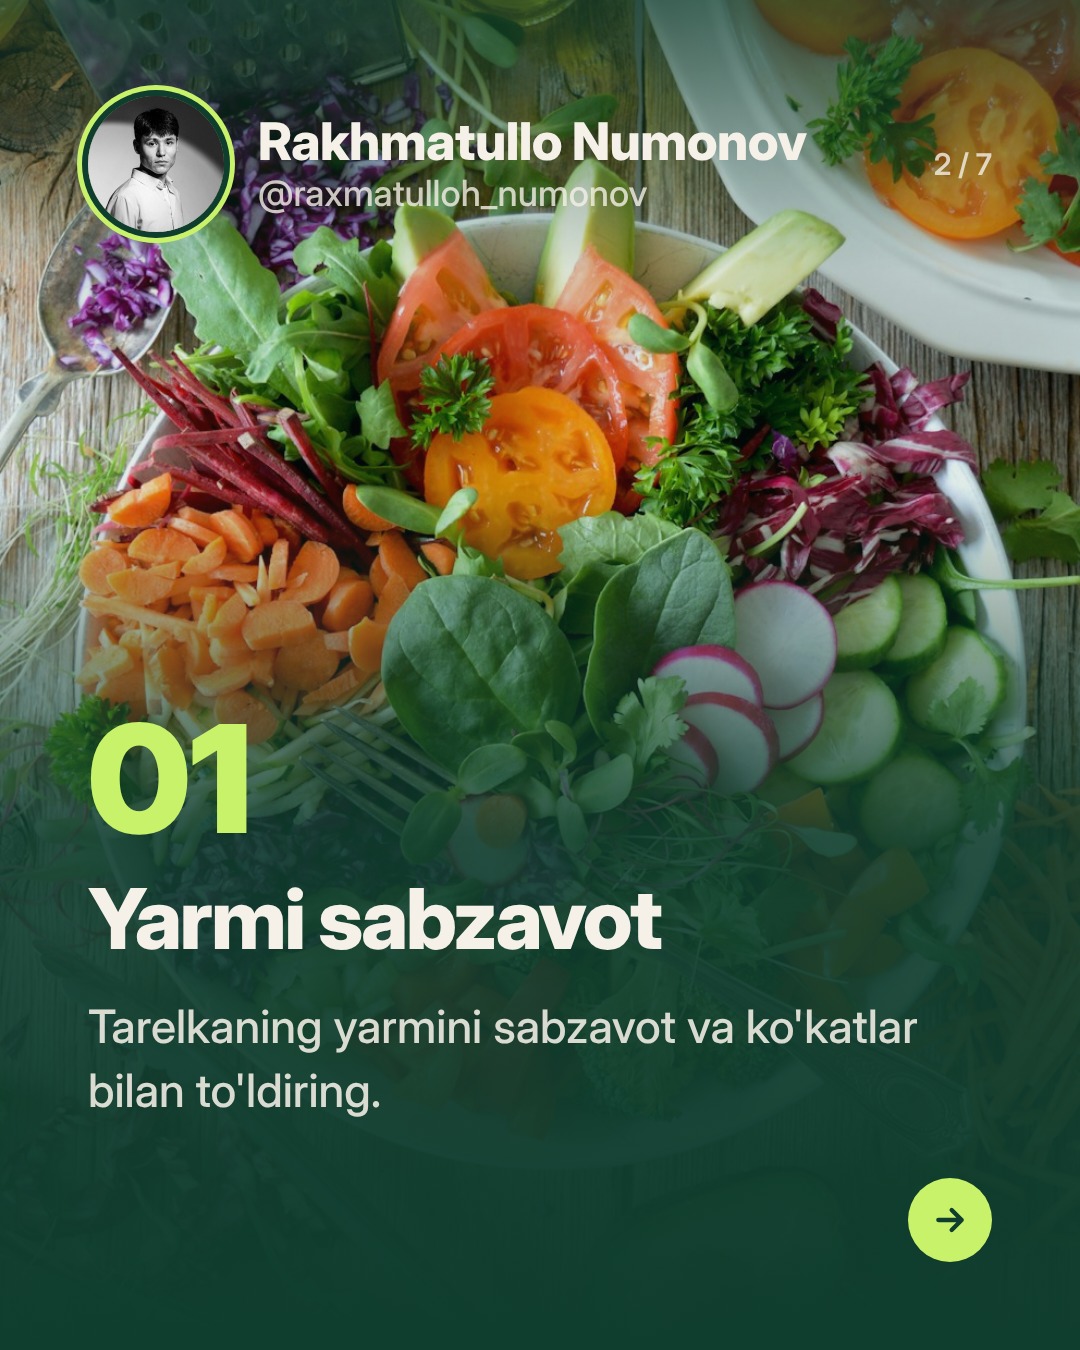 Rakhmatullo Numonov
@raxmatulloh_numonov
2 / 7
01
Yarmi sabzavot
Tarelkaning yarmini sabzavot va ko'katlar
bilan to'ldiring.